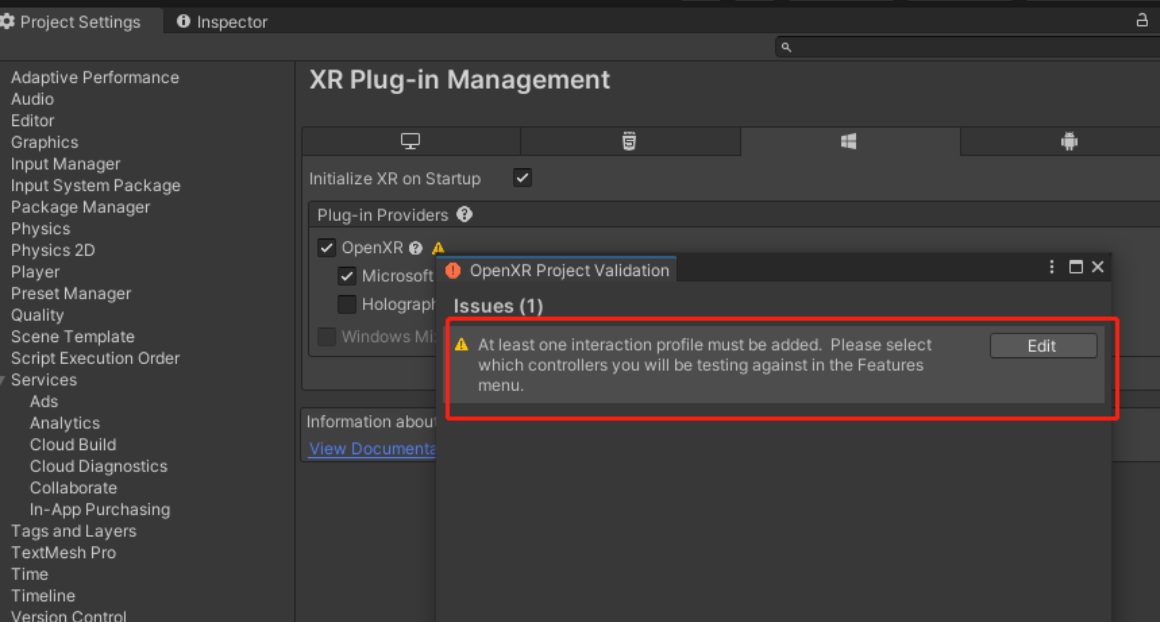 Project Settings
Inspector
Adaptive Performance
Audio
Editor
Graphics
Input Manager
Input System Package
Package Manager
Physics
Physics 2D
Player
Preset Manager
Quality
Scene Template
Script Execution Order
Services
Ads
Analytics
Cloud Build
Cloud Diagnostics
Collaborate
In-App Purchasing
Tags and Layers
TextMesh Pro
Time
Timeline
Version Control
XR Plug-in Management
Initialize XR on Startup
Plug-in Providers
OpenXR
Microsoft
Holograph
Windows Mi
Information about
View Documenta
OpenXR Project Validation
Issues (1)
At least one interaction profile must be added. Please select
which controllers you will be testing against in the Features
menu.
Edit